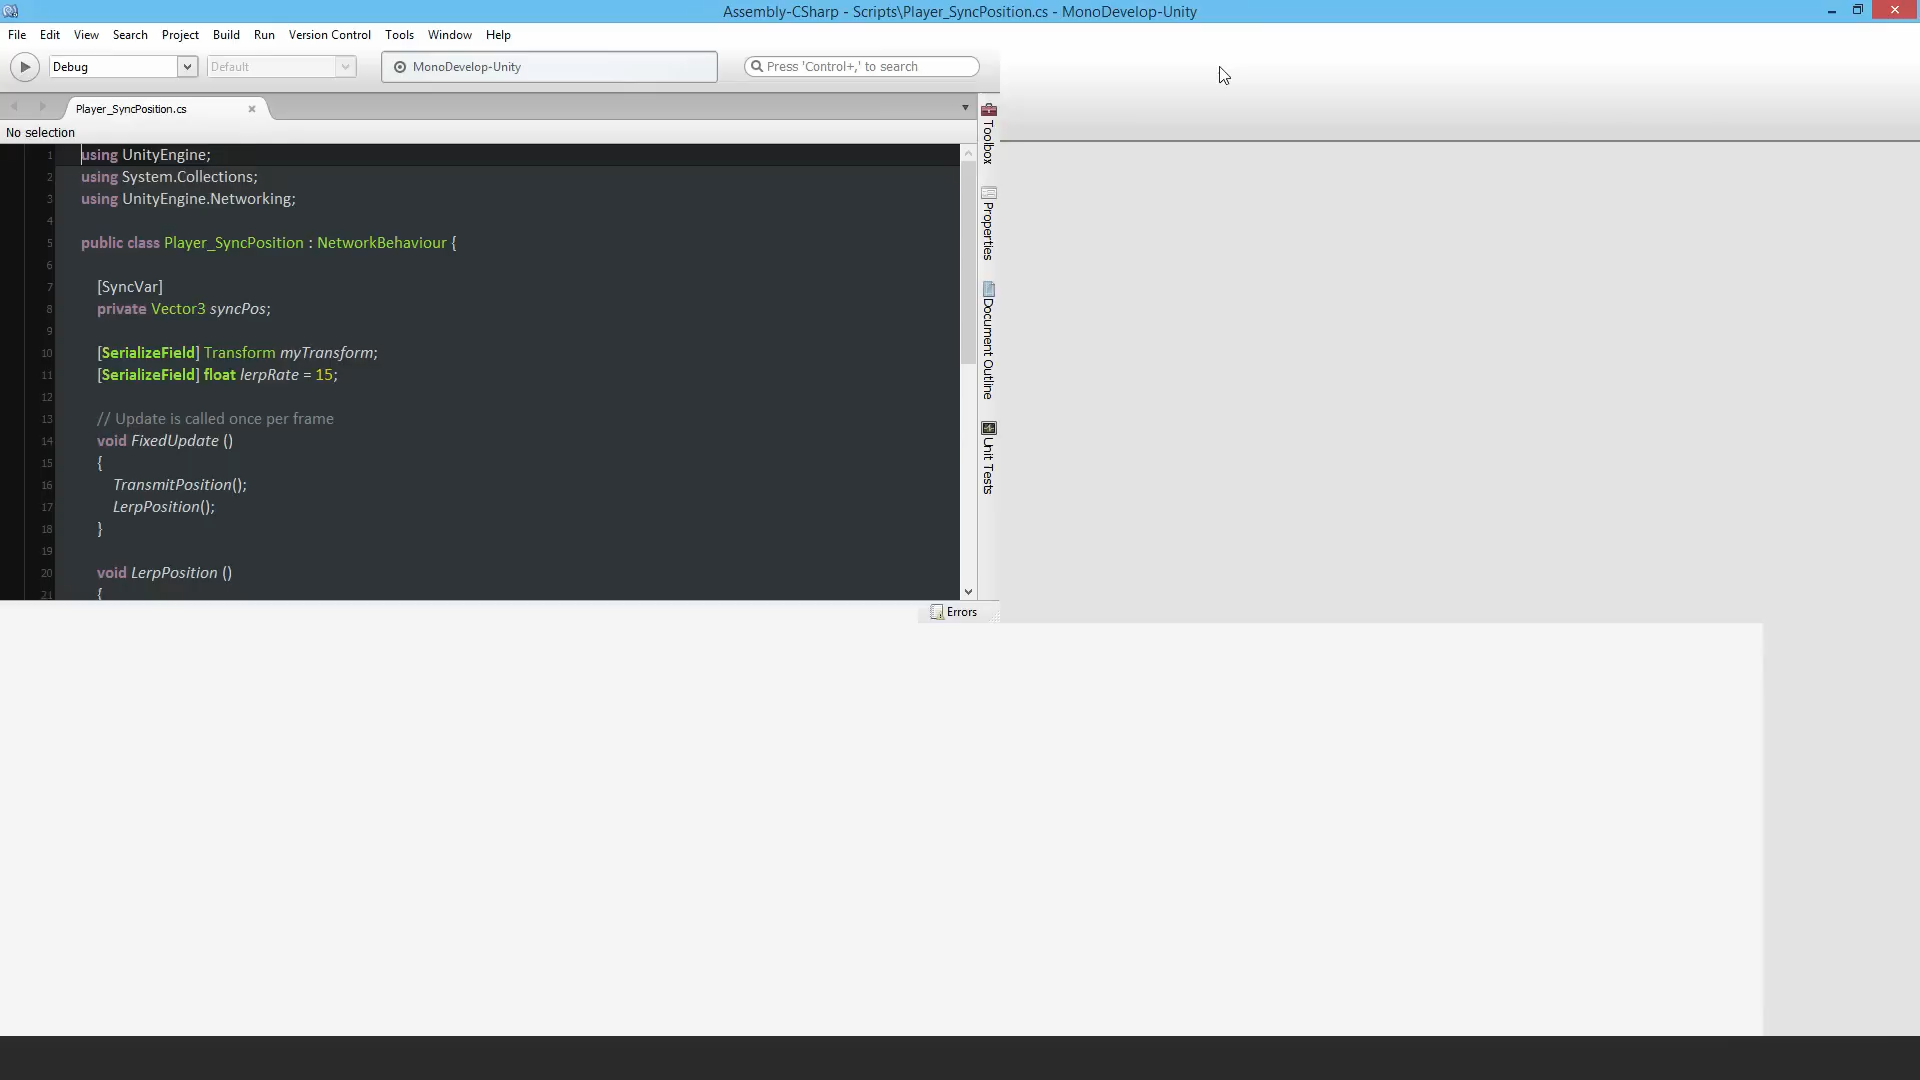 Assembly-CSharp - Scripts\Player_SyncPosition.cs - MonoDevelop-Unity
File Edit View Search Project Build Run Version Control Tools Window Help
Debug Default MonoDevelop-Unity Press 'Control+,' to search
Player_SyncPosition.cs
No selection
1 using UnityEngine;
2 using System.Collections;
3 using UnityEngine.Networking;
4
5 public class Player_SyncPosition : NetworkBehaviour {
6
7 [SyncVar]
8 private Vector3 syncPos;
9
10 [SerializeField] Transform myTransform;
11 [SerializeField] float lerpRate = 15;
12
13 // Update is called once per frame
14 void FixedUpdate ()
15 {
16 TransmitPosition();
17 LerpPosition();
18 }
19
20 void LerpPosition ()
21 {
Toolbox
Properties
Document Outline
Unit Tests
Errors